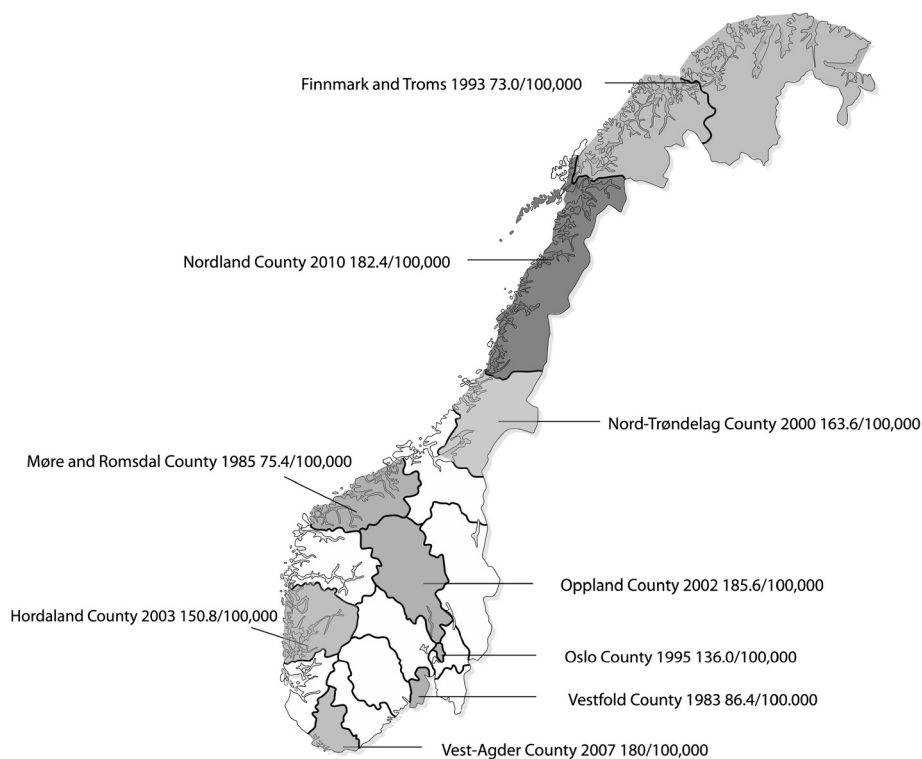 Finnmark and Troms 1993 73.0/100,000
Nordland County 2010 182.4/100,000
Nord-Trøndelag County 2000 163.6/100,000
Møre and Romsdal County 1985 75.4/100,000
Oppland County 2002 185.6/100,000
Hordaland County 2003 150.8/100,000
Oslo County 1995 136.0/100,000
Vestfold County 1983 86.4/100.000
Vest-Agder County 2007 180/100,000